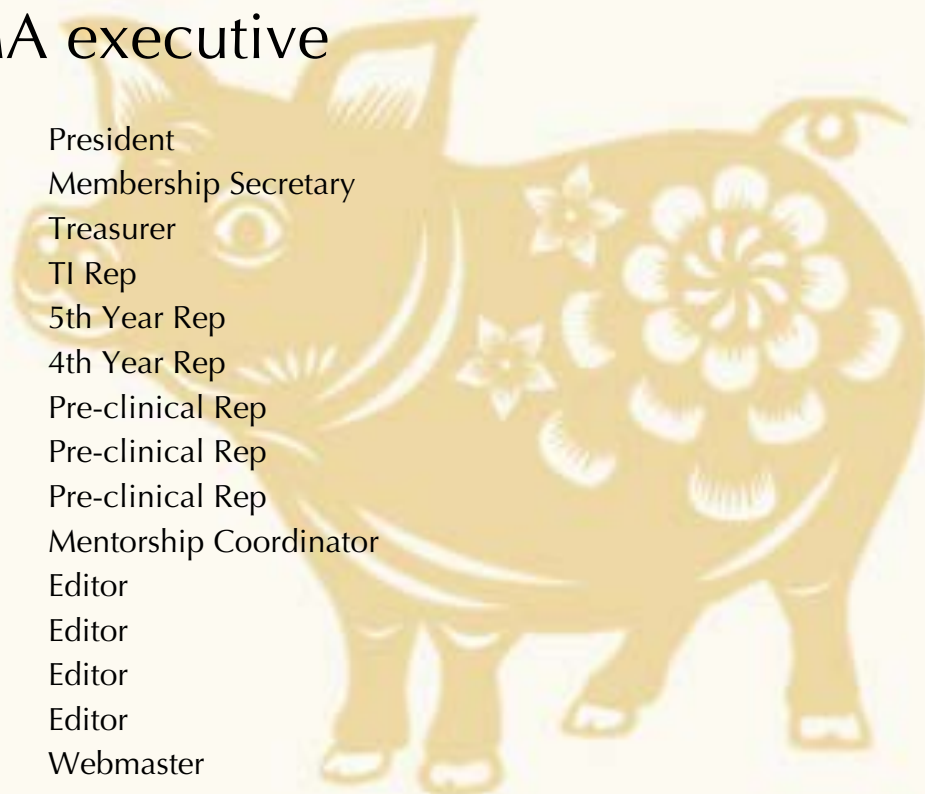 A executive
President
Membership Secretary
Treasurer
TI Rep
5th Year Rep
4th Year Rep
Pre-clinical Rep
Pre-clinical Rep
Pre-clinical Rep
Mentorship Coordinator
Editor
Editor
Editor
Editor
Webmaster